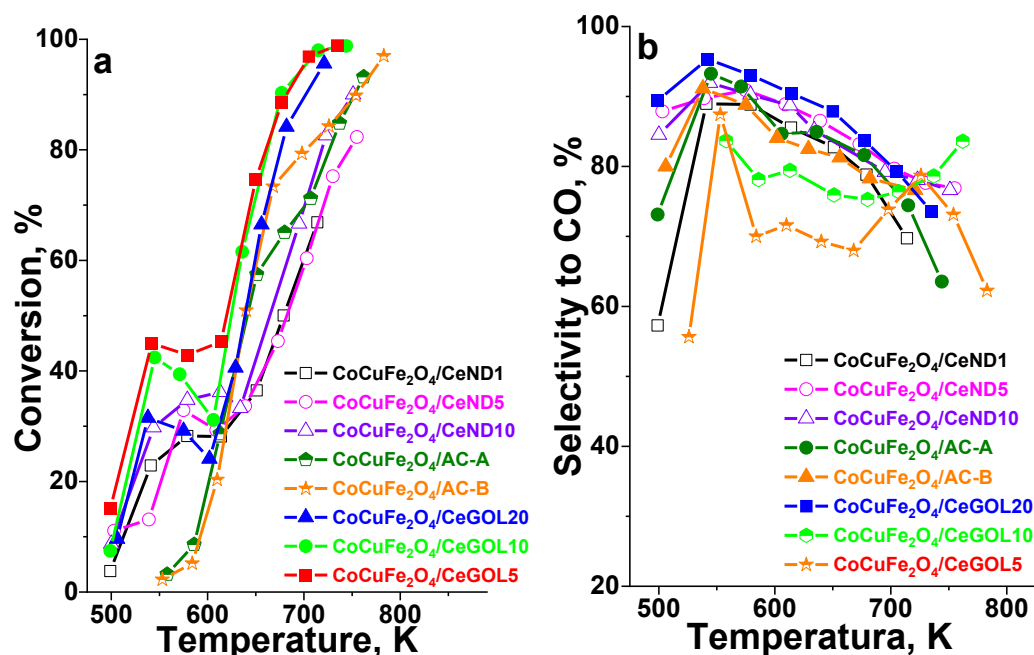 a
Conversion, %
100
80
60
40
20
0
500
600
700
800
Temperature, K
CoCuFe₂O₄/CeND1
CoCuFe₂O₄/CeND5
CoCuFe₂O₄/CeND10
CoCuFe₂O₄/AC-A
CoCuFe₂O₄/AC-B
CoCuFe₂O₄/CeGOL20
CoCuFe₂O₄/CeGOL10
CoCuFe₂O₄/CeGOL5
b
Selectivity to CO, %
100
80
60
40
20
500
600
700
800
Temperatura, K
CoCuFe₂O₄/CeND1
CoCuFe₂O₄/CeND5
CoCuFe₂O₄/CeND10
CoCuFe₂O₄/AC-A
CoCuFe₂O₄/AC-B
CoCuFe₂O₄/CeGOL20
CoCuFe₂O₄/CeGOL10
CoCuFe₂O₄/CeGOL5